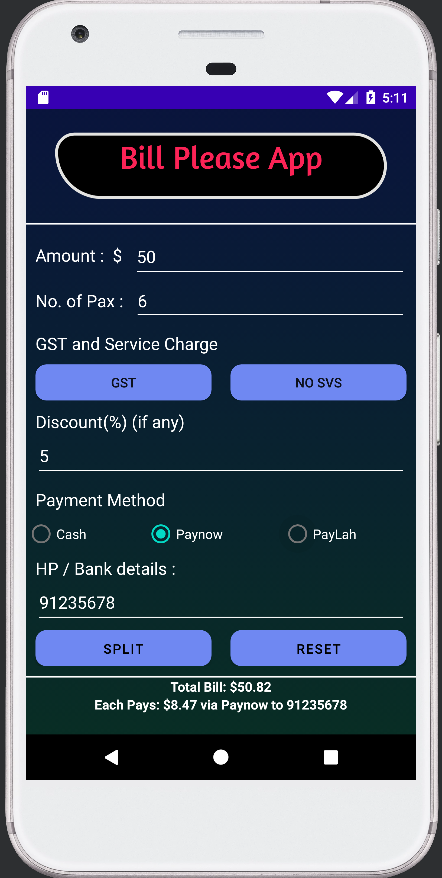 5:11
Bill Please App
Amount : $ 50
No. of Pax : 6
GST and Service Charge
GST NO SVS
Discount(%) (if any)
5
Payment Method
Cash Paynow PayLah
HP / Bank details :
91235678
SPLIT RESET
Total Bill: $50.82
Each Pays: $8.47 via Paynow to 91235678